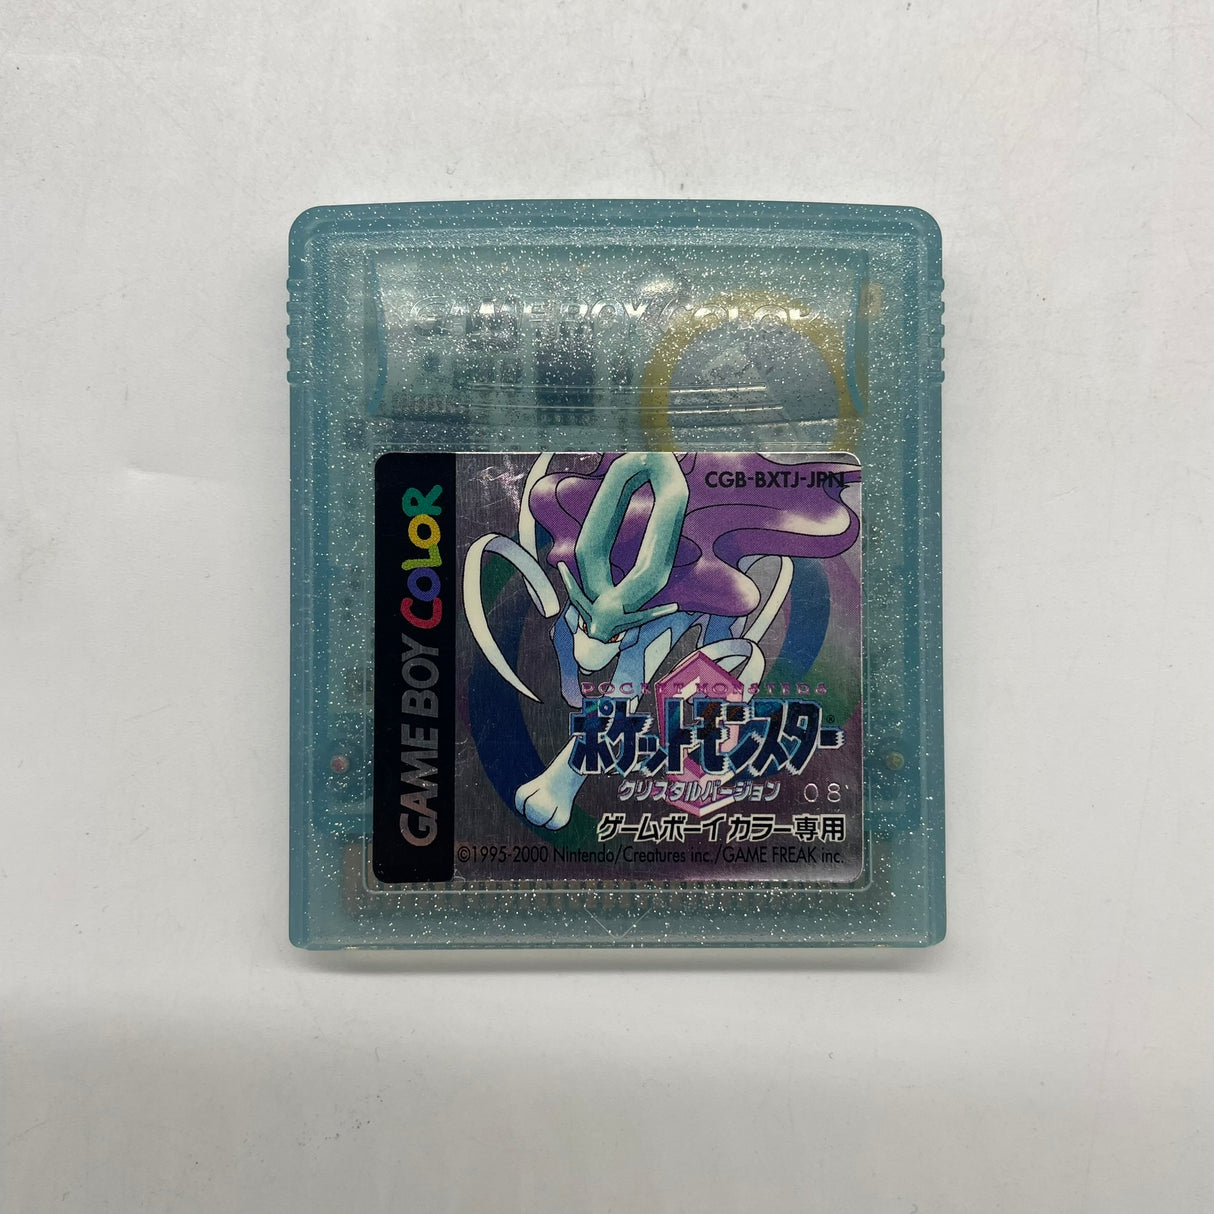 GAME BOY COLOR
CGB-BXTJ-JPN
GAME BOY COLOR
POCKET MONSTERS
ポケットモンスター®
クリスタルバージョン 08
ゲームボーイカラー専用
©1995-2000 Nintendo/Creatures inc./GAME FREAK inc.